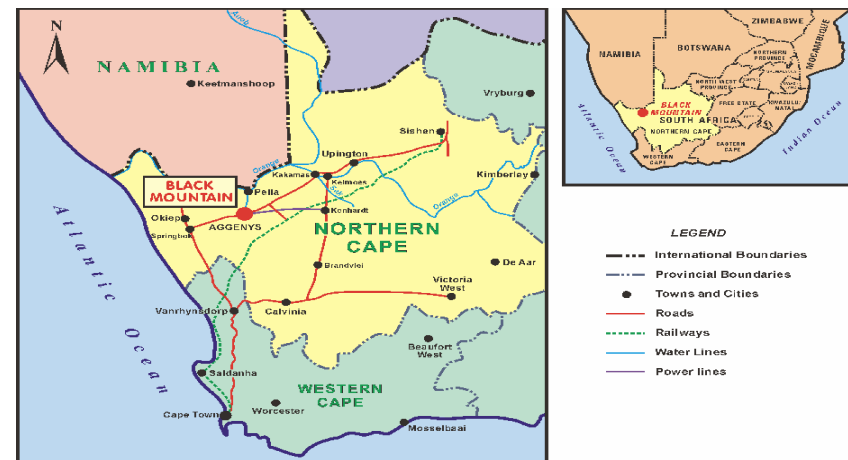 N
NAMIBIA
Keetmanshoop
Vryburg
Sishan
Upington
Orange
Kakamas
Keimoes
Kimberley
BLACK
MOUNTAIN
Pella
Orange
Okiep
Springbok
AGGENYS
Kenhardt
NORTHERN
CAPE
Brandvlei
De Aar
Victoria
West
Vanrhynsdorp
Calvinia
Beaufort
West
Saldanha
WESTERN
CAPE
Cape Town
Worcester
Mosselbaai
Atlantic Ocean
ZIMBABWE
NAMIBIA
BOTSWANA
MOCAMBIQUE
NORTHERN
PROVINCE
NORTH WEST
PROVINCE
BLACK
MOUNTAIN
FREE STATE
KWAZULU/
NATAL
SOUTH AFRICA
NORTHERN CAPE
EASTERN
CAPE
WESTERN
CAPE
Atlantic Ocean
Indian Ocean
LEGEND
International Boundaries
Provincial Boundaries
Towns and Cities
Roads
Railways
Water Lines
Power lines